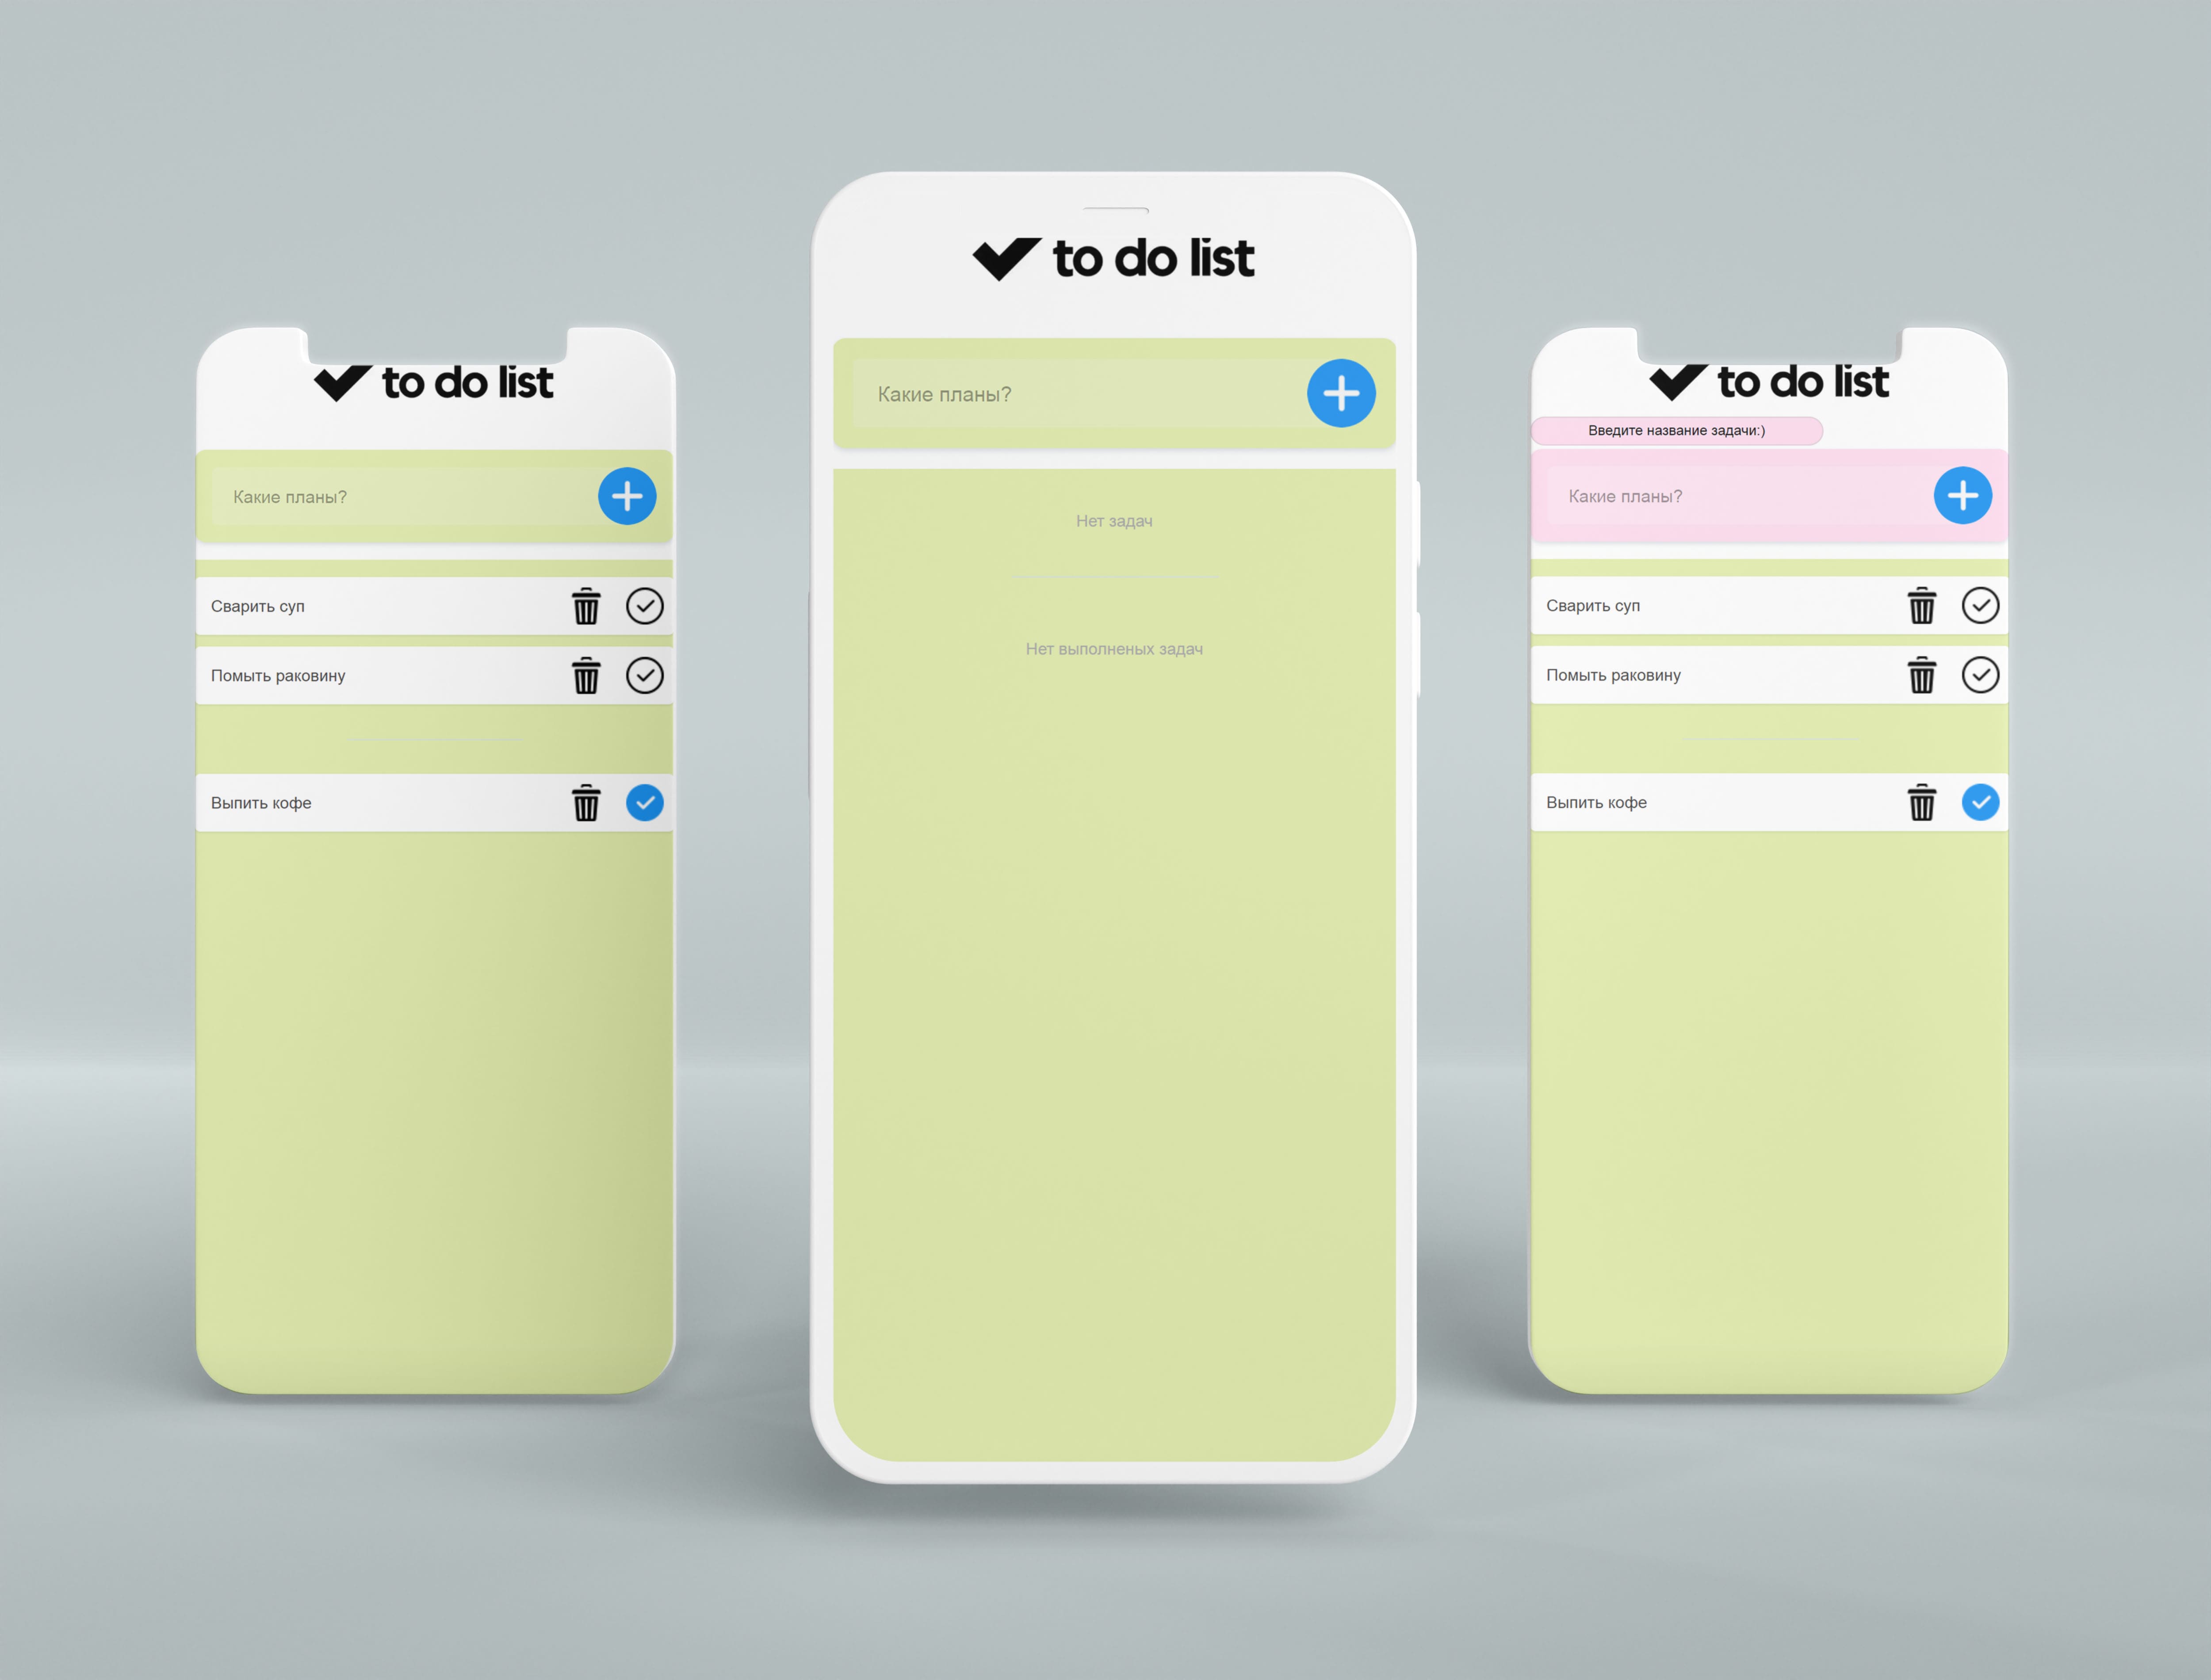 to do list
Какие планы?
Сварить суп
Помыть раковину
Выпить кофе
to do list
Какие планы?
Нет задач
Нет выполненых задач
to do list
Введите название задачи:)
Какие планы?
Сварить суп
Помыть раковину
Выпить кофе